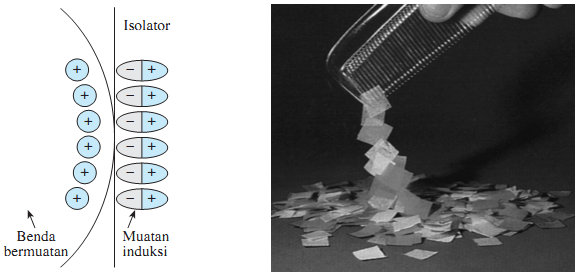 Isolator
+ − +
+ − +
+ − +
+ − +
+ − +
+ − +
Benda
bermuatan
Muatan
induksi